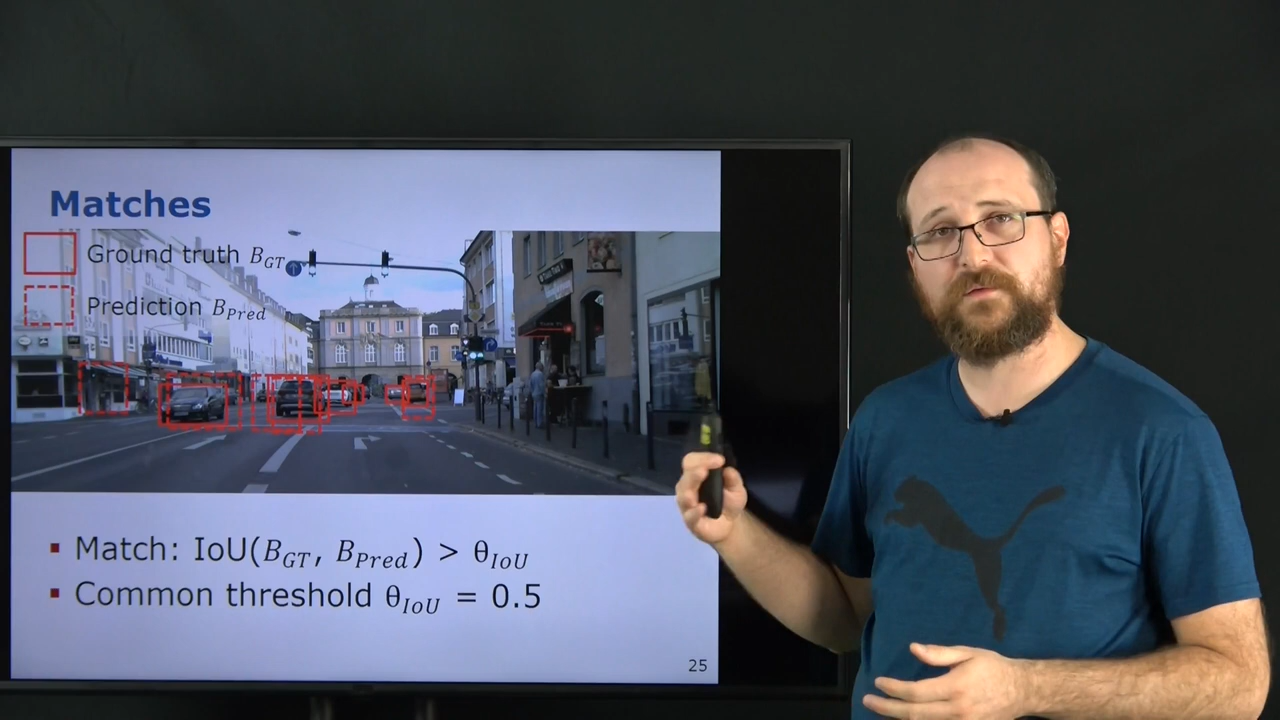 Matches
Ground truth B_GT
Prediction B_Pred
▪ Match: IoU(B_GT, B_Pred) > θ_IoU
▪ Common threshold θ_IoU = 0.5
25